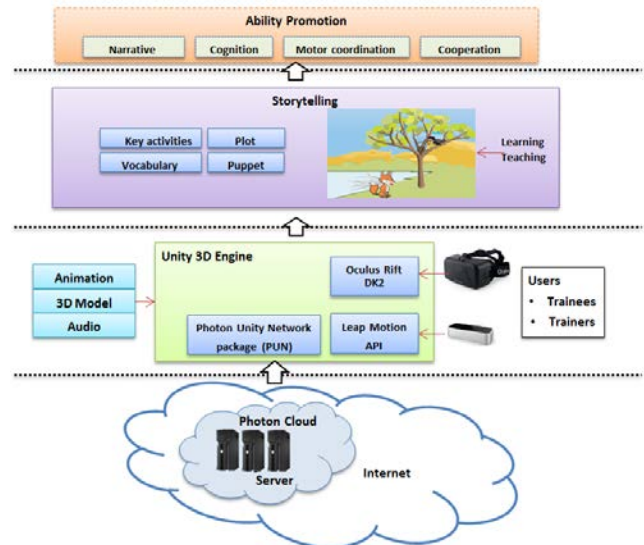 Ability Promotion
Narrative
Cognition
Motor coordination
Cooperation
Storytelling
Key activities
Plot
Vocabulary
Puppet
Learning
Teaching
Unity 3D Engine
Animation
3D Model
Audio
Oculus Rift
DK2
Photon Unity Network
package (PUN)
Leap Motion
API
Users
• Trainees
• Trainers
Photon Cloud
Server
Internet